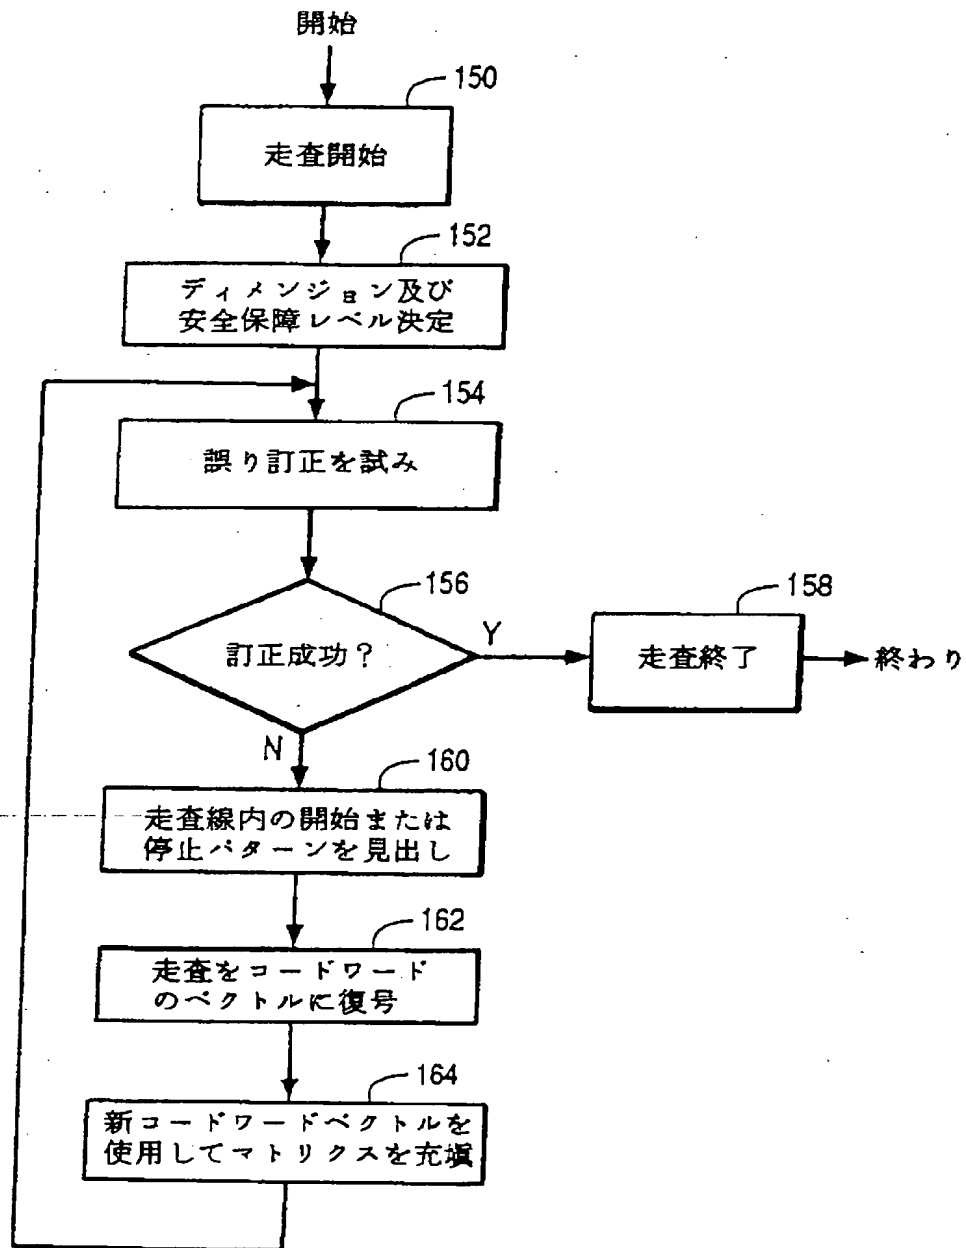 開始
150
走査開始
152
ディメンジョン及び
安全保障レベル決定
154
誤り訂正を試み
156
訂正成功？
Y
158
走査終了
終わり
N
160
走査線内の開始または
停止パターンを見出し
162
走査をコードワード
のベクトルに復号
164
新コードワードベクトルを
使用してマトリクスを充填